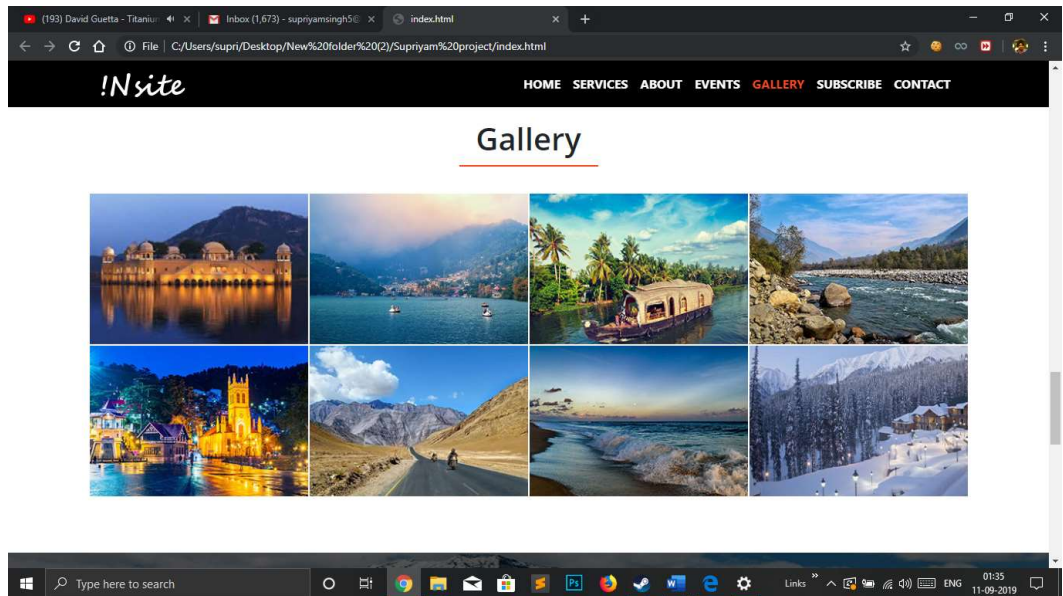 (193) David Guetta - Titanium
Inbox (1,673) - supriyamsingh5@
index.html
File | C:/Users/supri/Desktop/New%20folder%20(2)/Supriyam%20project/index.html
!Nsite
HOME SERVICES ABOUT EVENTS GALLERY SUBSCRIBE CONTACT
Gallery
Type here to search
Ps
W
Links
ENG
01:35
11-09-2019